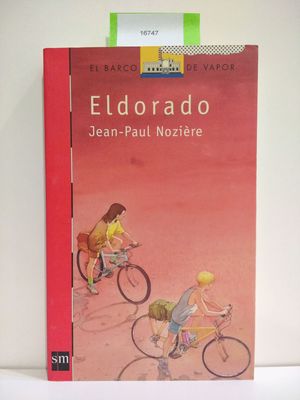 16747
EL BARCO DE VAPOR
Eldorado
Jean-Paul Nozière
sm